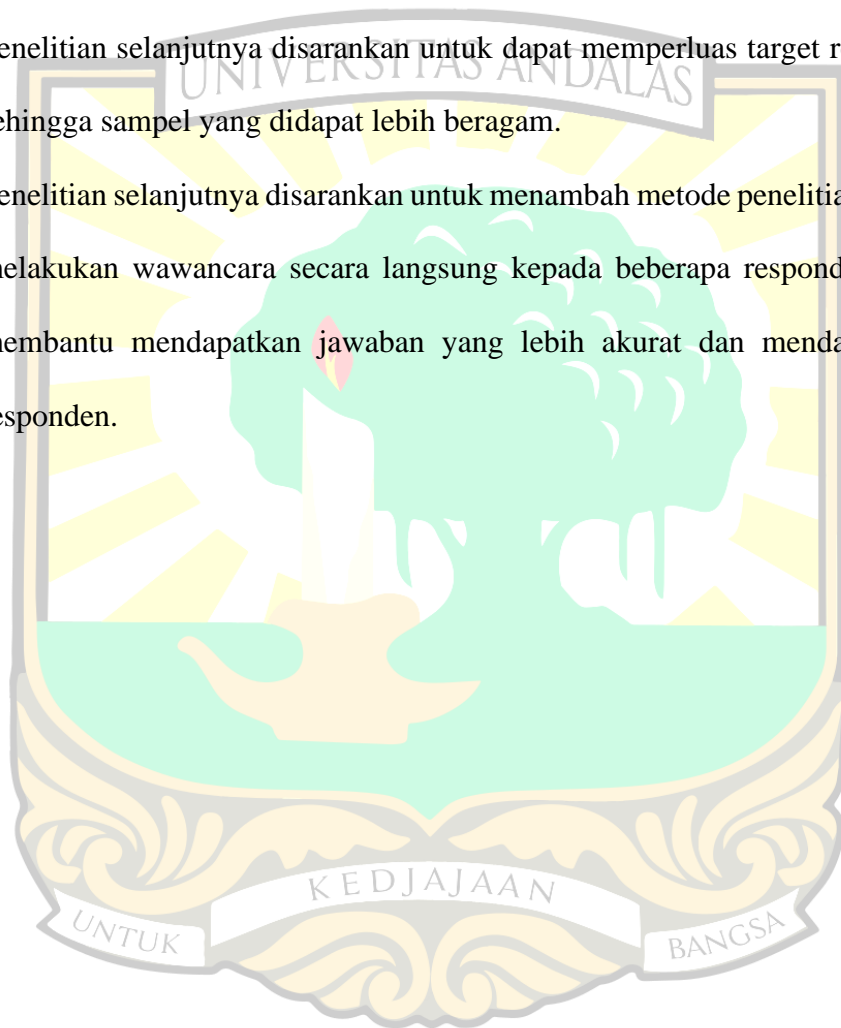 enelitian selanjutnya disarankan untuk dapat memperluas target r
UNIVERSITAS ANDALAS
ehingga sampel yang didapat lebih beragam.
enelitian selanjutnya disarankan untuk menambah metode penelitia
melakukan wawancara secara langsung kepada beberapa respond
membantu mendapatkan jawaban yang lebih akurat dan menda
esponden.
KEDJAJAAN
UNTUK BANGSA